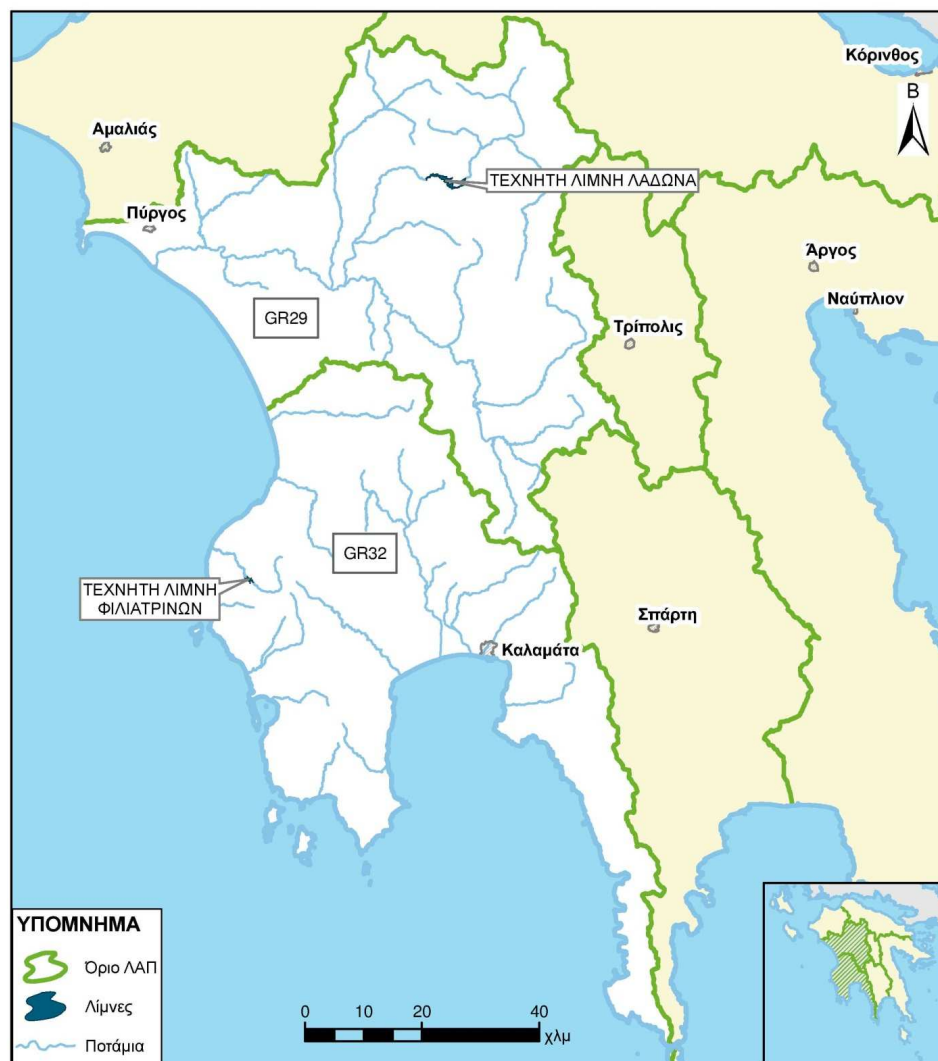 Κόρινθος
Β
Αμαλιάς
ΤΕΧΝΗΤΗ ΛΙΜΝΗ ΛΑΔΩΝΑ
Πύργος
Άργος
Ναύπλιον
GR29
Τρίπολις
GR32
ΤΕΧΝΗΤΗ ΛΙΜΝΗ
ΦΙΛΙΑΤΡΙΝΩΝ
Σπάρτη
Καλαμάτα
ΥΠΟΜΝΗΜΑ
Όριο ΛΑΠ
Λίμνες
Ποτάμια
0 10 20 40
χλμ